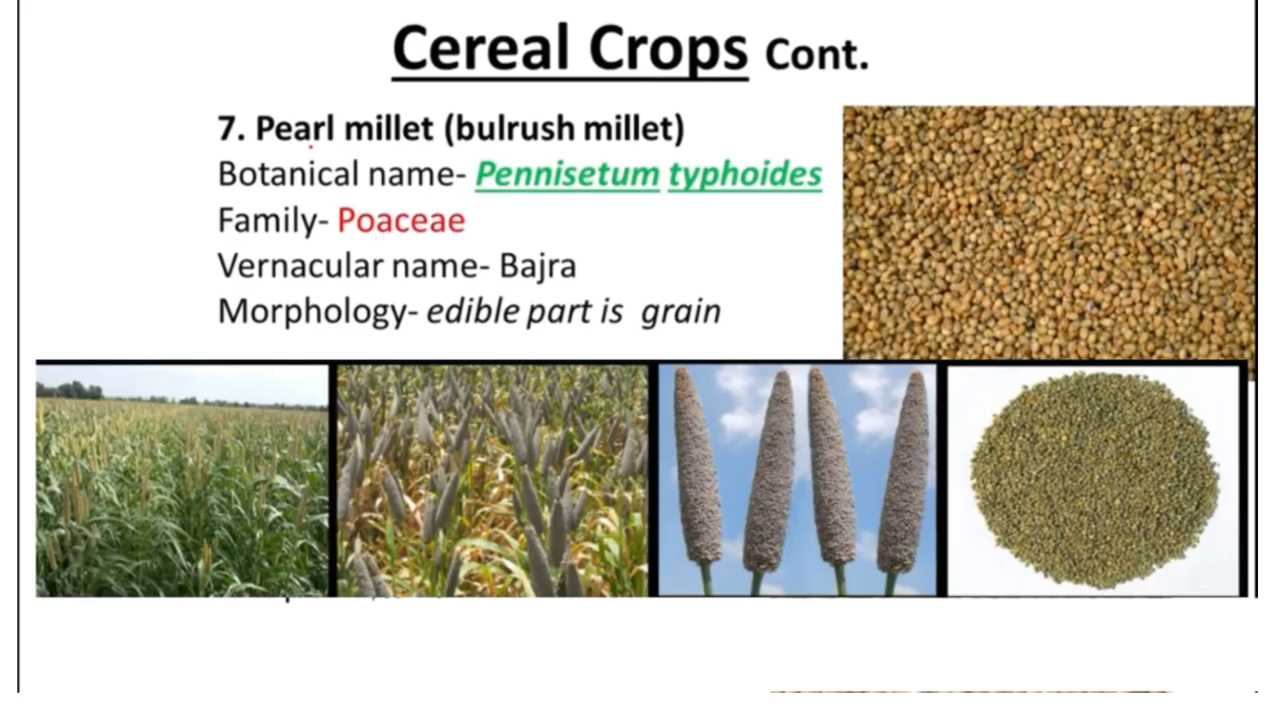 Cereal Crops Cont.
7. Pearl millet (bulrush millet)
Botanical name- Pennisetum typhoides
Family- Poaceae
Vernacular name- Bajra
Morphology- edible part is grain